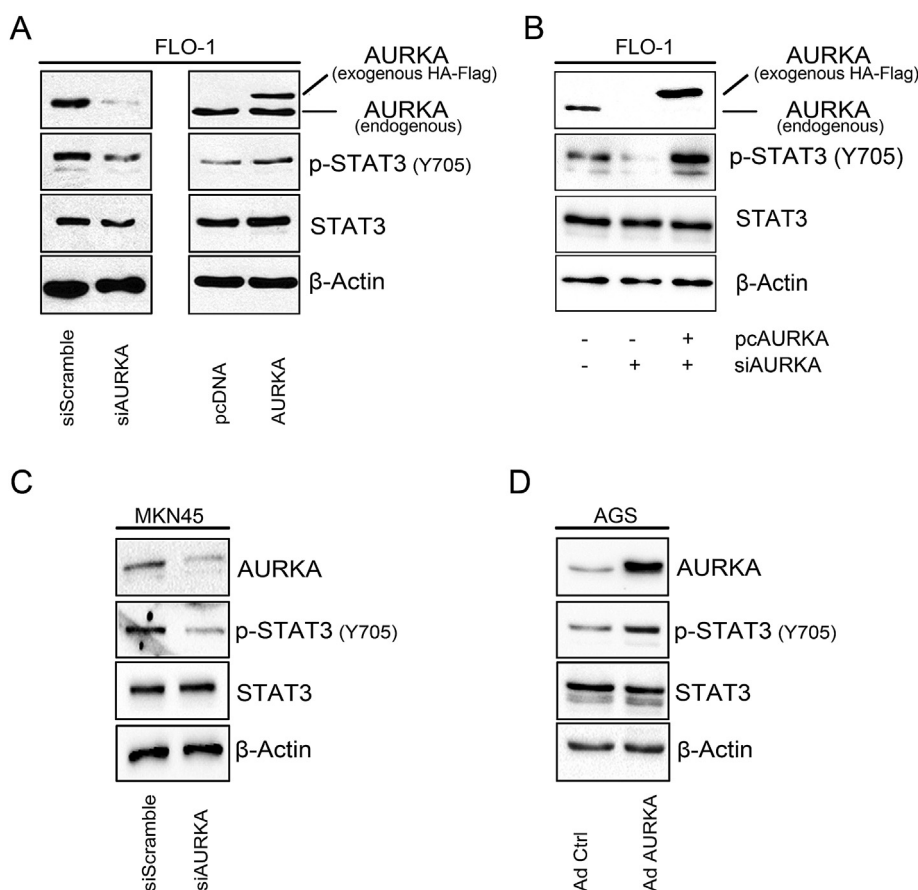 A
FLO-1
AURKA
(exogenous HA-Flag)
AURKA
(endogenous)
p-STAT3 (Y705)
STAT3
β-Actin
siScramble
siAURKA
pcDNA
AURKA
B
FLO-1
AURKA
(exogenous HA-Flag)
AURKA
(endogenous)
p-STAT3 (Y705)
STAT3
β-Actin
- - + pcAURKA
- + + siAURKA
C
MKN45
AURKA
p-STAT3 (Y705)
STAT3
β-Actin
siScramble
siAURKA
D
AGS
AURKA
p-STAT3 (Y705)
STAT3
β-Actin
Ad Ctrl
Ad AURKA